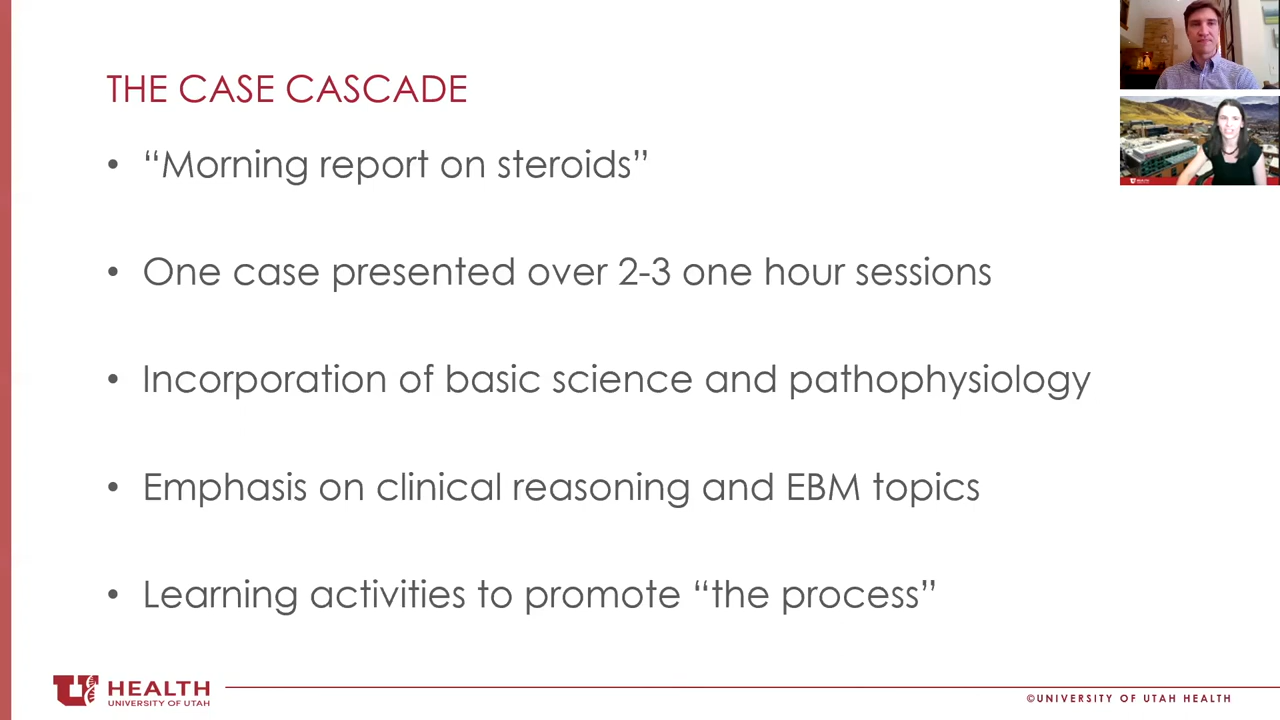 THE CASE CASCADE
• “Morning report on steroids”
• One case presented over 2-3 one hour sessions
• Incorporation of basic science and pathophysiology
• Emphasis on clinical reasoning and EBM topics
• Learning activities to promote “the process”
HEALTH
UNIVERSITY OF UTAH
©UNIVERSITY OF UTAH HEALTH
HEALTH